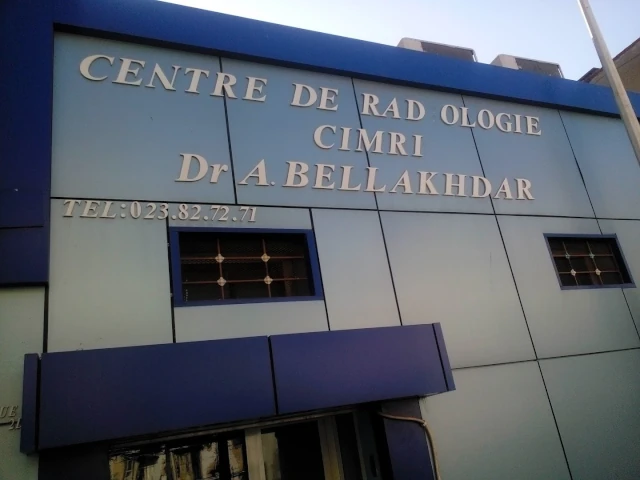 CENTRE DE RAD OLOGIE
CIMRI
Dr A. BELLAKHDAR
TEL: 023.82.72.71